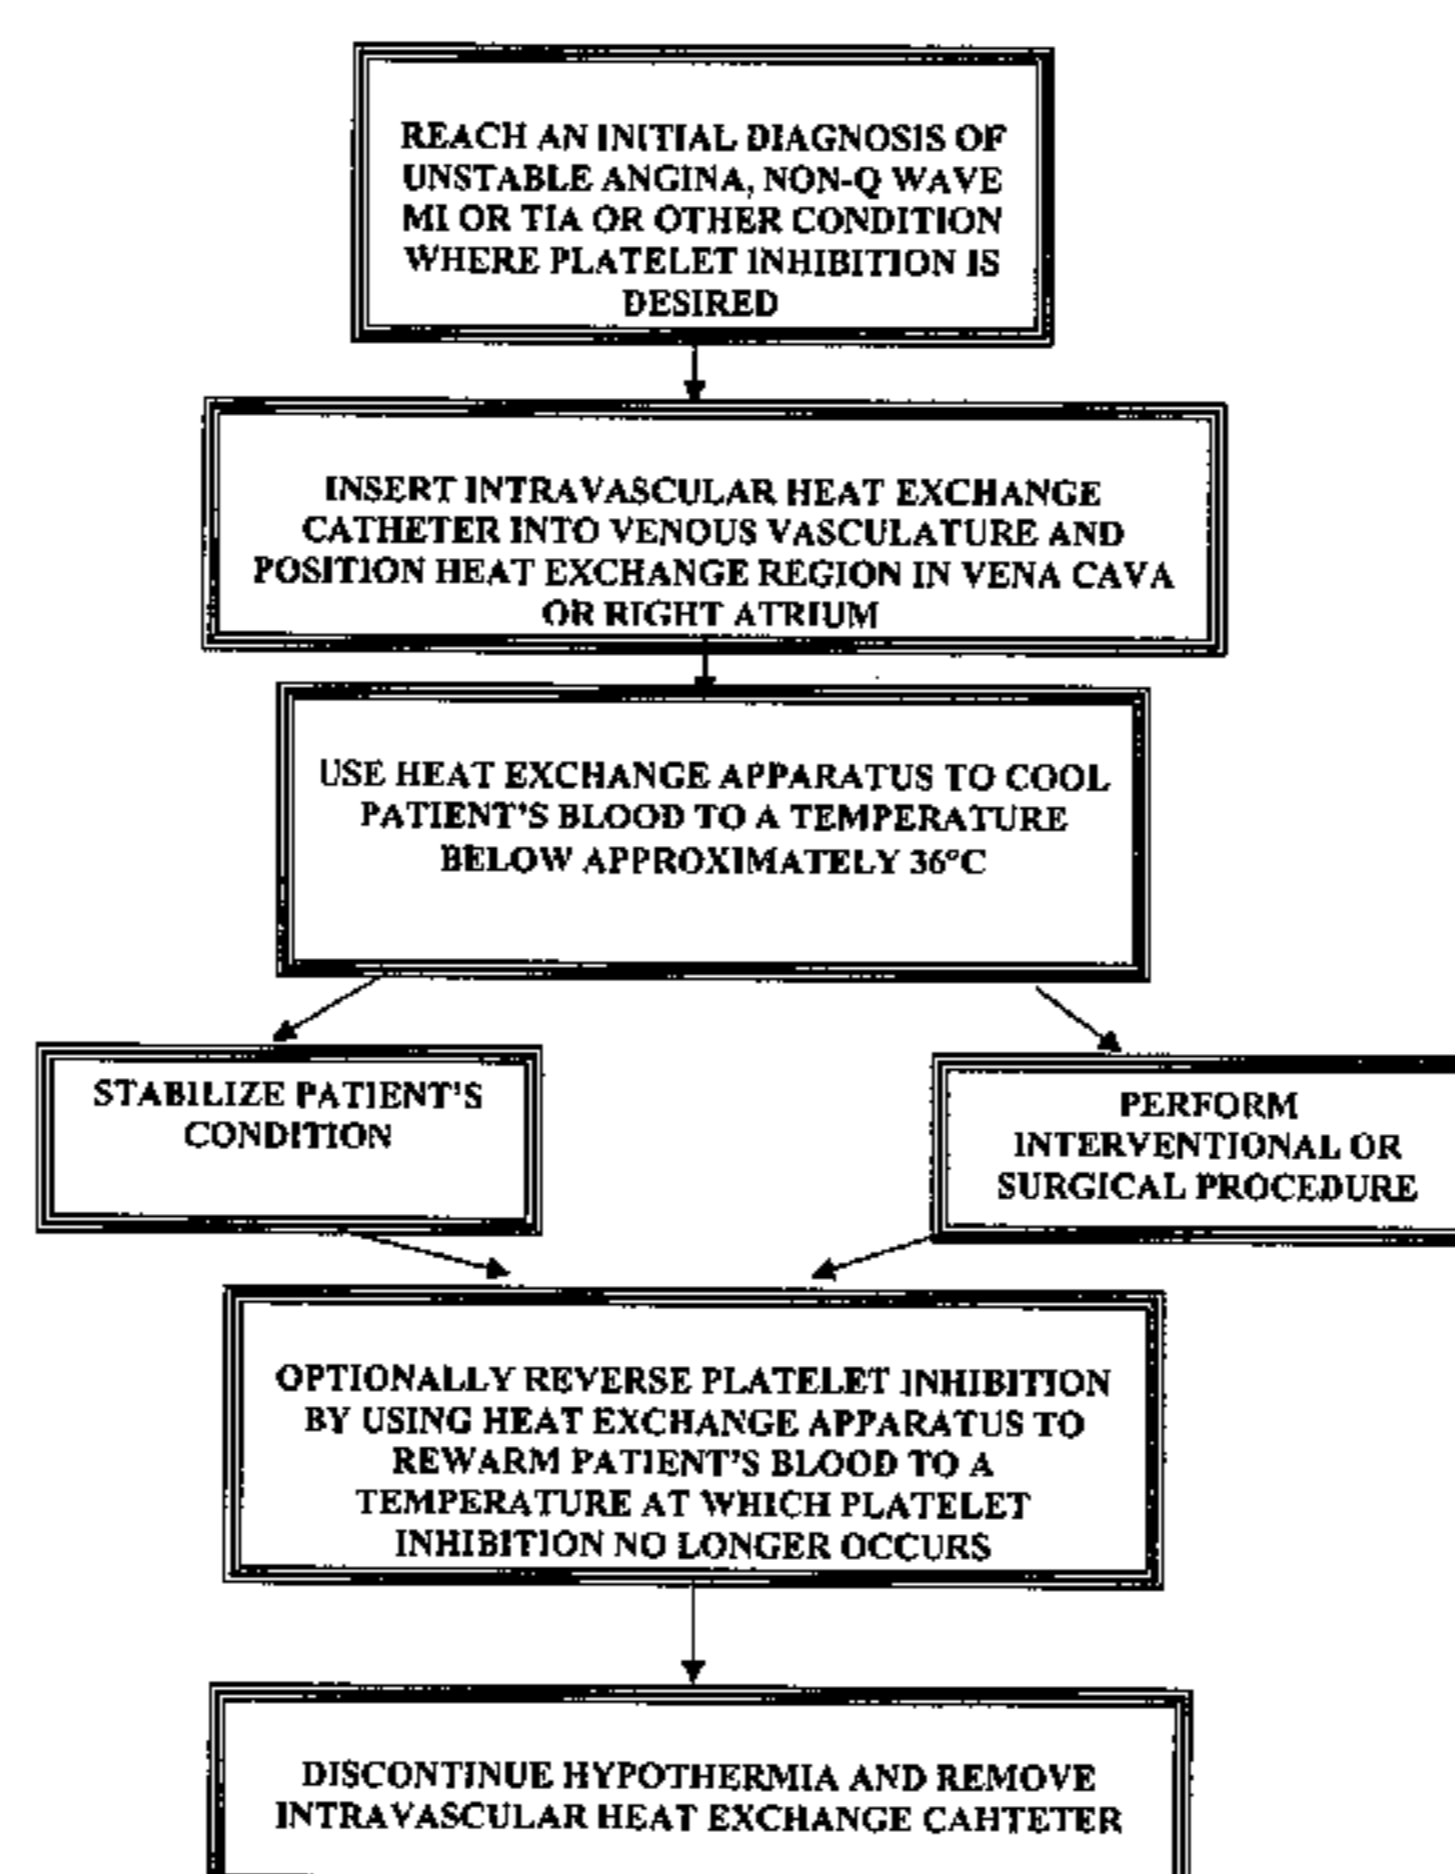 REACH AN INITIAL DIAGNOSIS OF
UNSTABLE ANGINA, NON-Q WAVE
MI OR TIA OR OTHER CONDITION
WHERE PLATELET INHIBITION IS
DESIRED
INSERT INTRAVASCULAR HEAT EXCHANGE
CATHETER INTO VENOUS VASCULATURE AND
POSITION HEAT EXCHANGE REGION IN VENA CAVA
OR RIGHT ATRIUM
USE HEAT EXCHANGE APPARATUS TO COOL
PATIENT'S BLOOD TO A TEMPERATURE
BELOW APPROXIMATELY 36°C
STABILIZE PATIENT'S
CONDITION
PERFORM
INTERVENTIONAL OR
SURGICAL PROCEDURE
OPTIONALLY REVERSE PLATELET INHIBITION
BY USING HEAT EXCHANGE APPARATUS TO
REWARM PATIENT'S BLOOD TO A
TEMPERATURE AT WHICH PLATELET
INHIBITION NO LONGER OCCURS
DISCONTINUE HYPOTHERMIA AND REMOVE
INTRAVASCULAR HEAT EXCHANGE CAHTETER